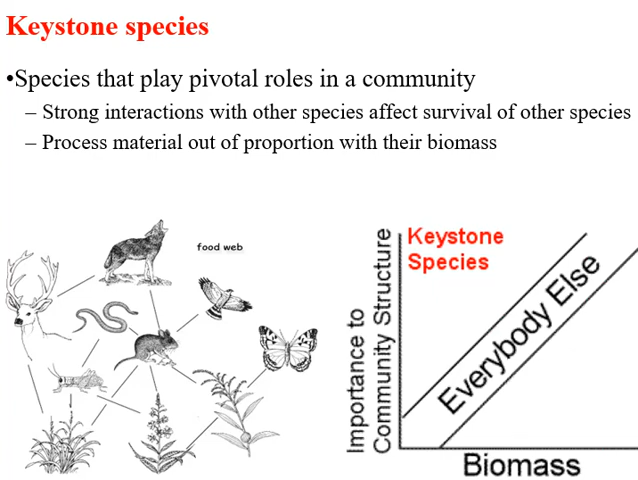 Keystone species
•Species that play pivotal roles in a community
– Strong interactions with other species affect survival of other species
– Process material out of proportion with their biomass
food web
Importance to
Community Structure
Keystone
Species
Everybody Else
Biomass